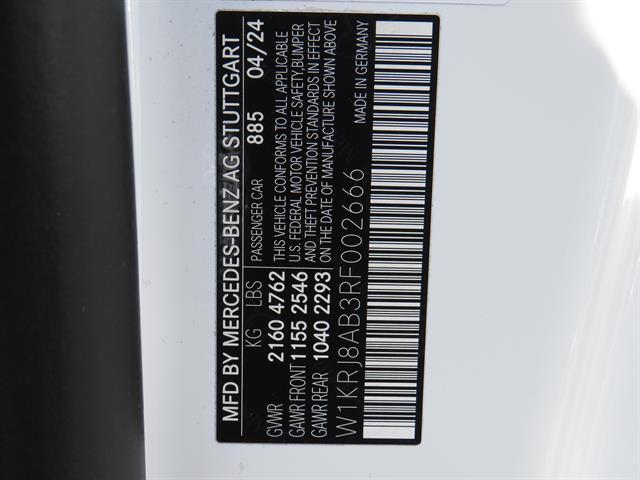 MFD BY MERCEDES-BENZ AG STUTTGART
KG LBS PASSENGER CAR 885 04/24
GVWR 2160 4762 THIS VEHICLE CONFORMS TO ALL APPLICABLE
GAWR FRONT 1155 2546 U.S. FEDERAL MOTOR VEHICLE SAFETY,BUMPER
AND THEFT PREVENTION STANDARDS IN EFFECT
GAWR REAR 1040 2293 ON THE DATE OF MANUFACTURE SHOWN ABOVE
W1KRJ8AB3RF002666 MADE IN GERMANY